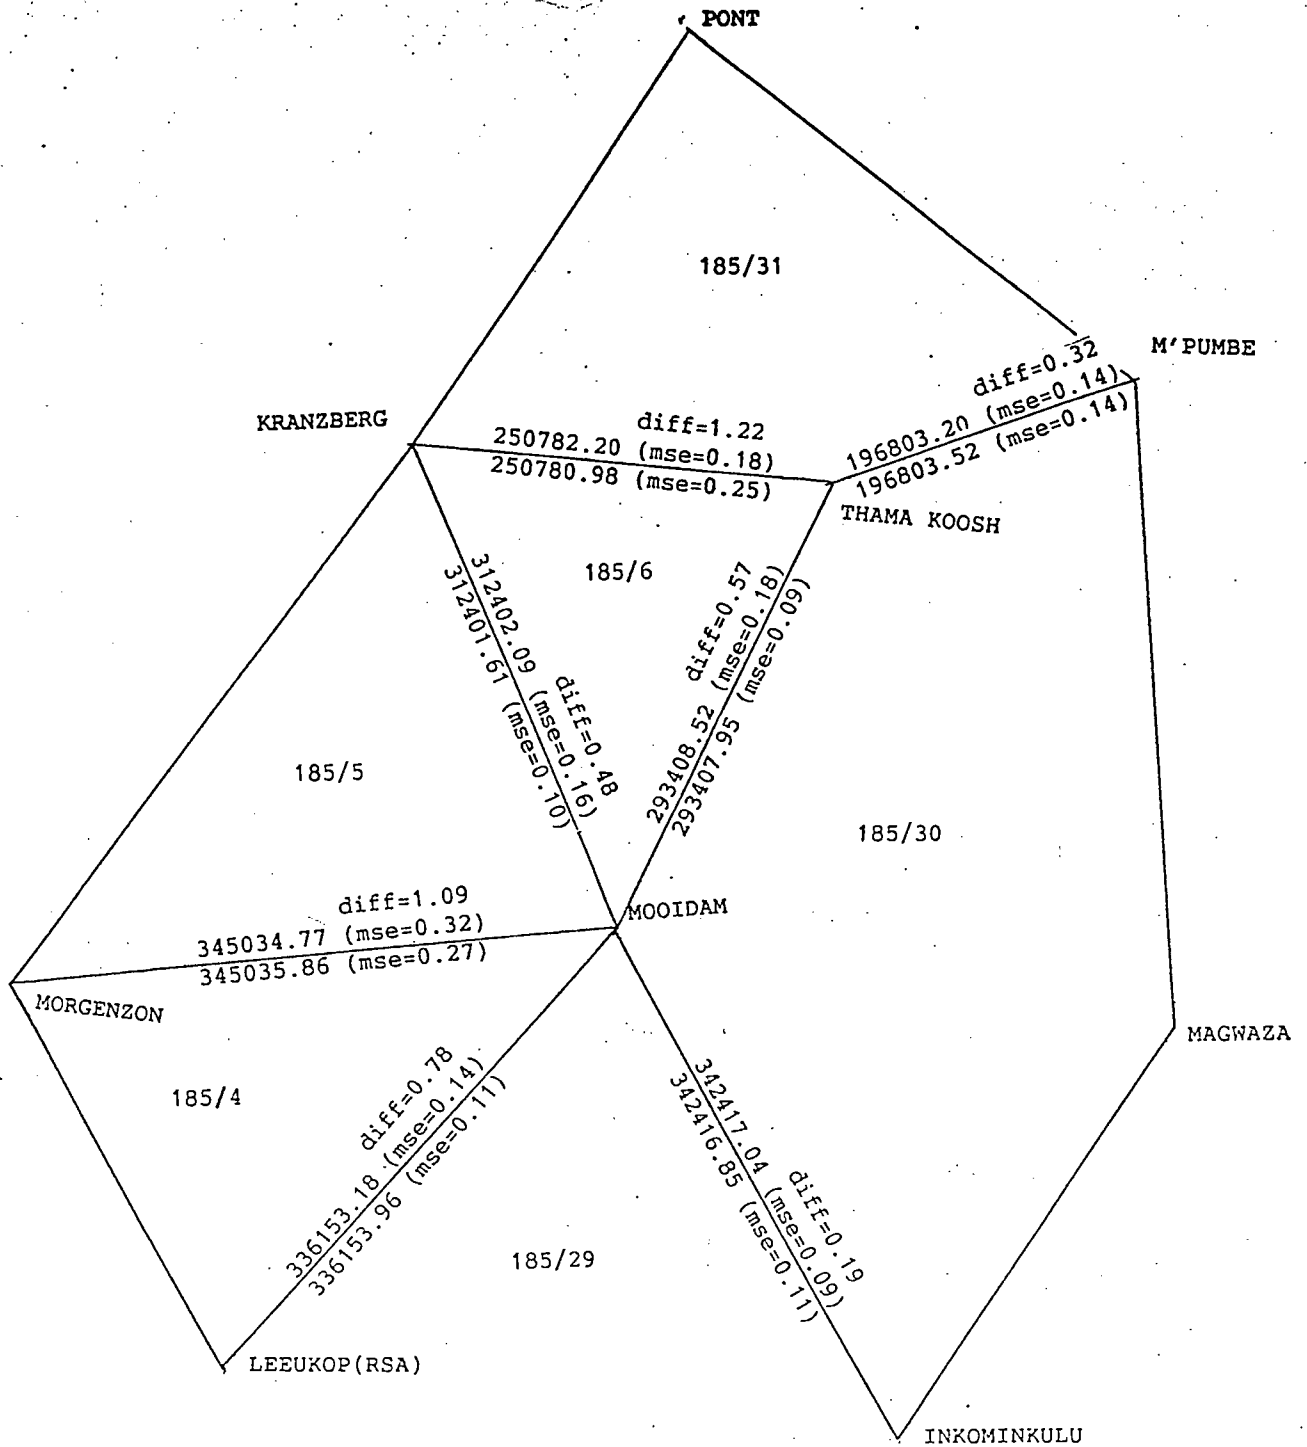 PONT
185/31
M'PUMBE
diff=0.32
196803.20 (mse=0.14)
196803.52 (mse=0.14)
KRANZBERG
diff=1.22
250782.20 (mse=0.18)
250780.98 (mse=0.25)
THAMA KOOSH
185/6
312402.09 (mse=0.16)
312401.61 (mse=0.10)
diff=0.48
diff=0.57
293408.52 (mse=0.18)
293407.95 (mse=0.09)
185/5
185/30
diff=1.09
345034.77 (mse=0.32)
345035.86 (mse=0.27)
MOOIDAM
MORGENZON
MAGWAZA
185/4
diff=0.78
336153.18 (mse=0.14)
336153.96 (mse=0.11)
diff=0.19
342417.04 (mse=0.09)
342416.85 (mse=0.11)
185/29
LEEUKOP(RSA)
INKOMINKULU